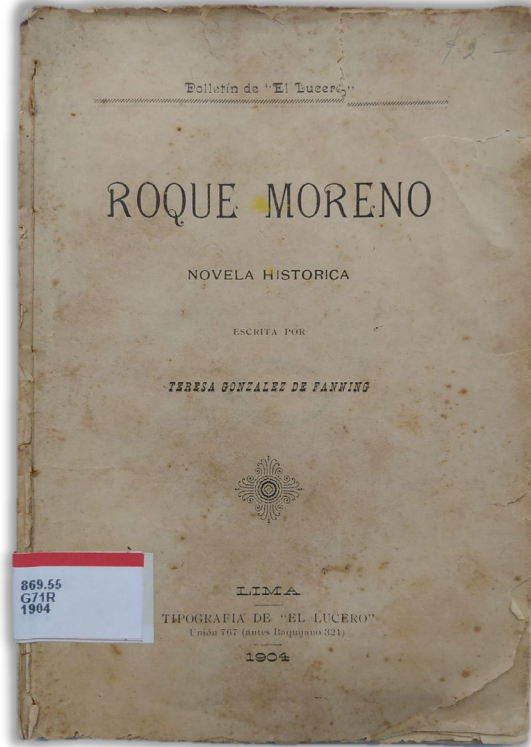 Folletín de "El Lucero"
ROQUE MORENO
NOVELA HISTORICA
ESCRITA POR
TERESA GONZALEZ DE FANNING
869.55
G71R
1904
LIMA
TIPOGRAFIA DE "EL LUCERO"
Unión 767 (antes Baquijano 321)
1904